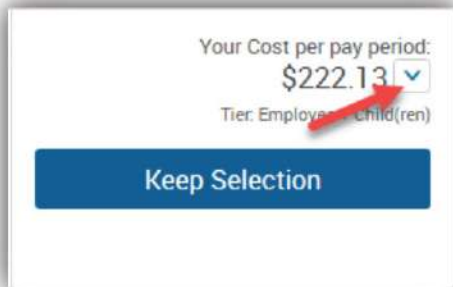 Your Cost per pay period:
$222.13
Tier: Employee + Child(ren)
Keep Selection